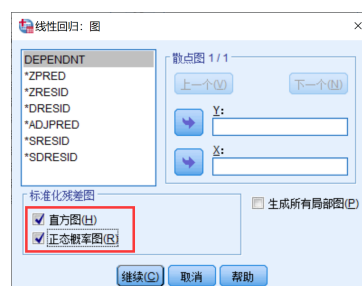 线性回归：图
DEPENDNT
*ZPRED
*ZRESID
*DRESID
*ADJPRED
*SRESID
*SDRESID
散点图 1 / 1
上一个(V)
下一个(N)
Y:
X:
标准化残差图
直方图(H)
正态概率图(R)
生成所有局部图(P)
继续(C)
取消
帮助